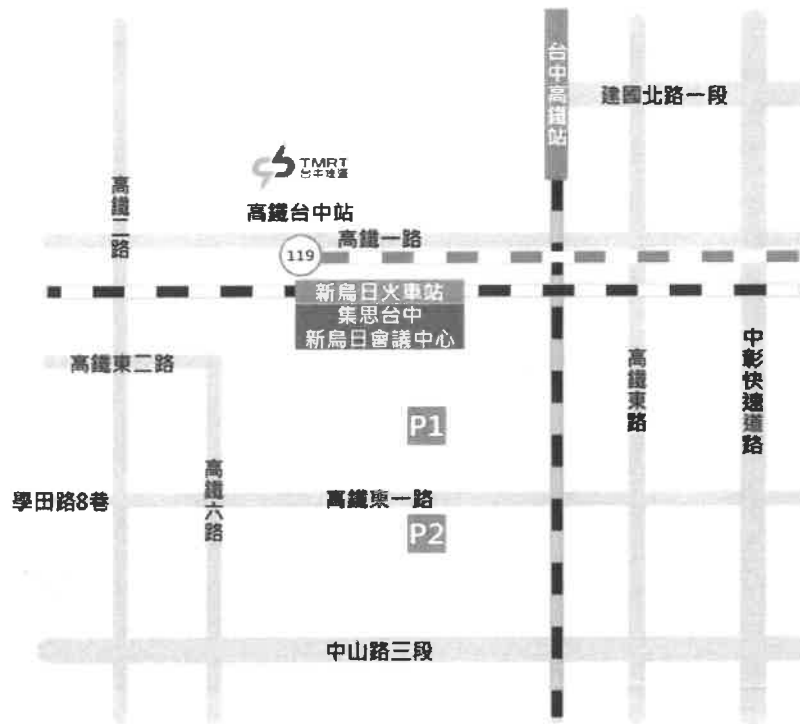 台中高鐵站
建國北路一段
TMRT
台中捷運
高鐵台中站
高鐵二路
高鐵一路
119
新烏日火車站
集思台中
新烏日會議中心
高鐵東二路
高鐵東路
中彰快速道路
P1
高鐵六路
學田路8巷
高鐵東一路
P2
中山路三段